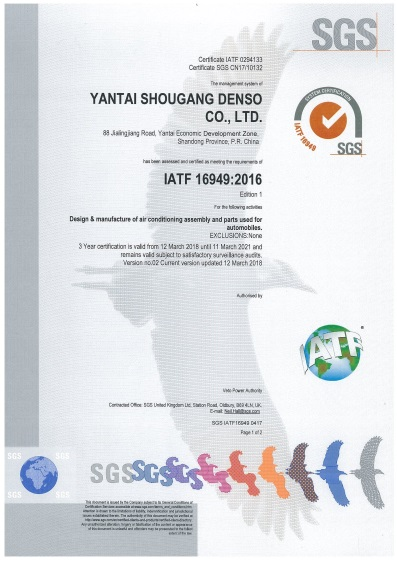 SGS
Certificate IATF 0294133
Certificate SGS CN17/10132
The management system of
YANTAI SHOUGANG DENSO
CO., LTD.
88 Jialingjiang Road, Yantai Economic Development Zone,
Shandong Province, P.R. China
has been assessed and certified as meeting the requirements of
IATF 16949:2016
Edition 1
For the following activities
Design & manufacture of air conditioning assembly and parts used for
automobiles.
EXCLUSIONS:None
3 Year certification is valid from 12 March 2018 until 11 March 2021 and
remains valid subject to satisfactory surveillance audits.
Version no.02 Current version updated 12 March 2018
Authorised by
SYSTEM CERTIFICATION
IATF 16949
SGS
IATF
Veto Power Authority
Contracted Office: SGS United Kingdom Ltd, Station Road, Oldbury, B69 4LN, UK.
E-mail: Neil.Hall@sgs.com
SGS IATF16949 0417
Page 1 of 2
SGS SGS
SGS SGS
SGS SGS SGS
This document is issued by the Company subject to its General Conditions of